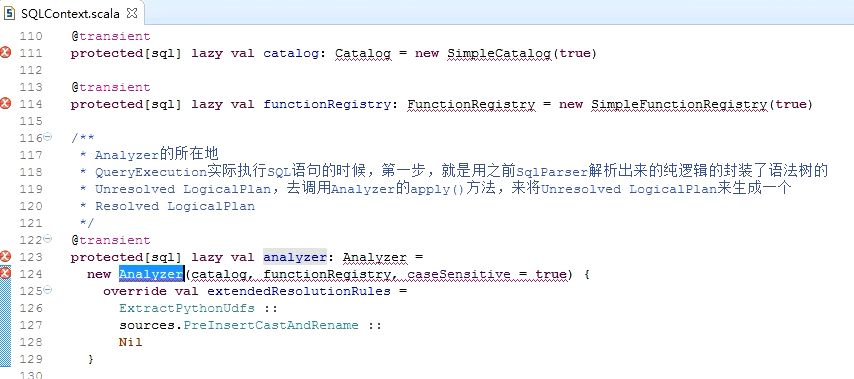 SQLContext.scala
110 @transient
111 protected[sql] lazy val catalog: Catalog = new SimpleCatalog(true)
112
113 @transient
114 protected[sql] lazy val functionRegistry: FunctionRegistry = new SimpleFunctionRegistry(true)
115
116 /**
117 * Analyzer的所在地
118 * QueryExecution实际执行SQL语句的时候，第一步，就是用之前SqlParser解析出来的纯逻辑的封装了语法树的
119 * Unresolved LogicalPlan，去调用Analyzer的apply()方法，来将Unresolved LogicalPlan来生成一个
120 * Resolved LogicalPlan
121 */
122 @transient
123 protected[sql] lazy val analyzer: Analyzer =
124 new Analyzer(catalog, functionRegistry, caseSensitive = true) {
125 override val extendedResolutionRules =
126 ExtractPythonUdfs ::
127 sources.PreInsertCastAndRename ::
128 Nil
129 }
130